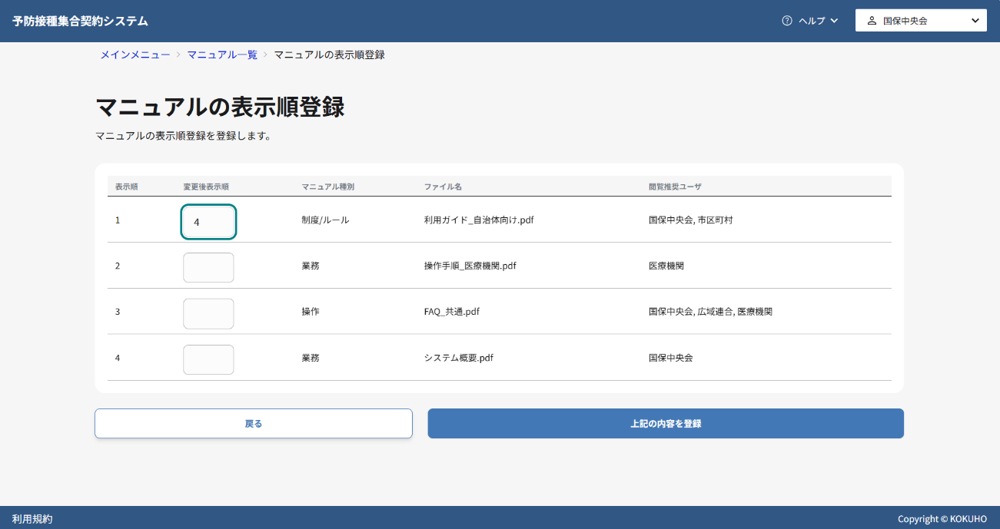 予防接種集合契約システム
ヘルプ
国保中央会
メインメニュー > マニュアル一覧 > マニュアルの表示順登録
マニュアルの表示順登録
マニュアルの表示順登録を登録します。
表示順 変更後表示順 マニュアル種別 ファイル名 閲覧推奨ユーザ
1 4 制度/ルール 利用ガイド_自治体向け.pdf 国保中央会, 市区町村
2 業務 操作手順_医療機関.pdf 医療機関
3 操作 FAQ_共通.pdf 国保中央会, 広域連合, 医療機関
4 業務 システム概要.pdf 国保中央会
戻る 上記の内容を登録
利用規約 Copyright © KOKUHO